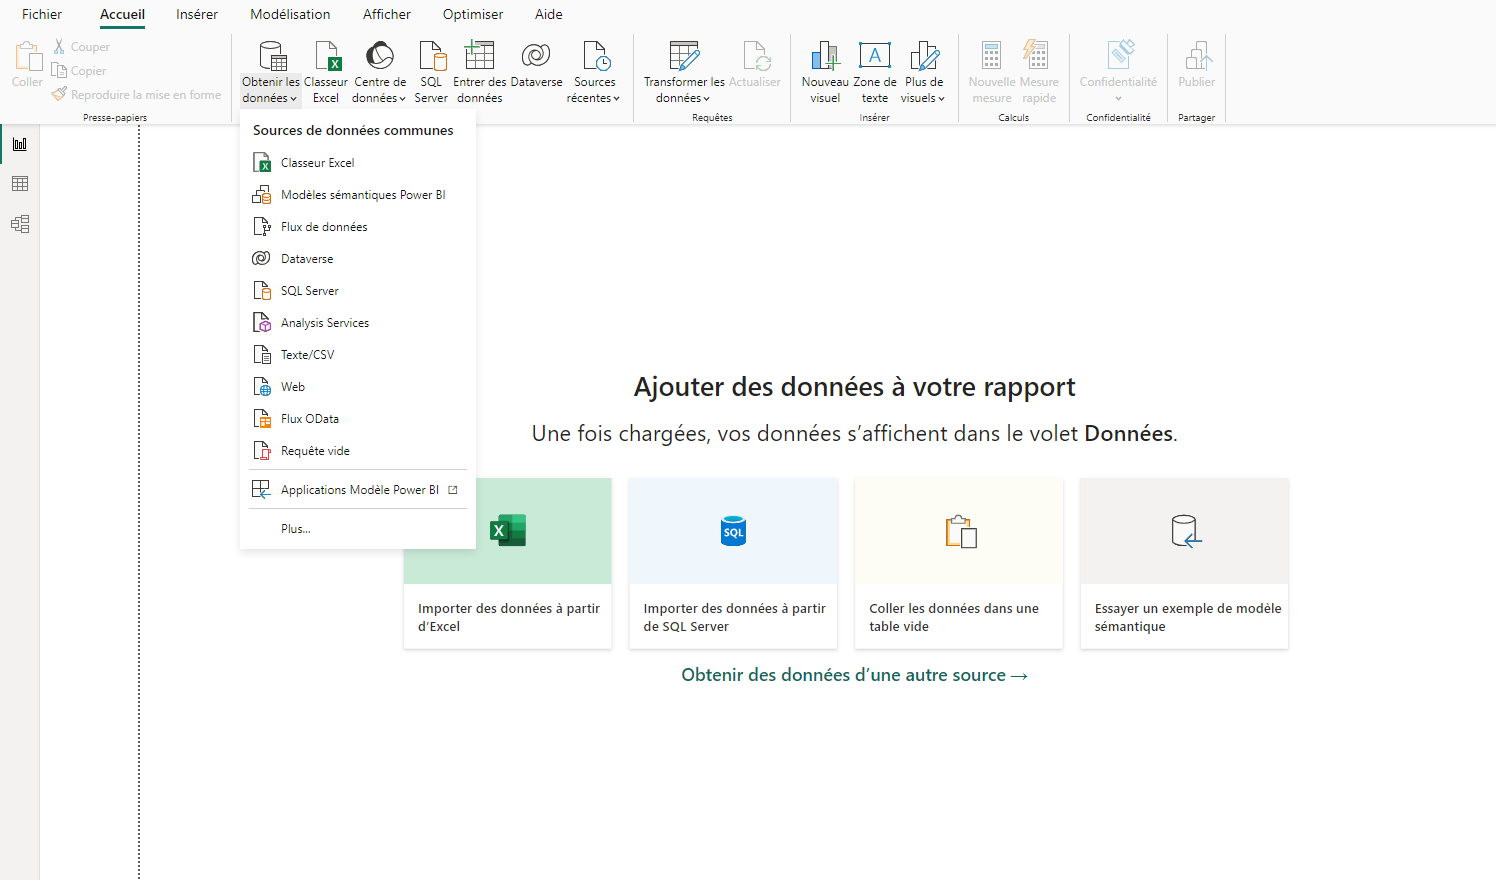 Fichier Accueil Insérer Modélisation Afficher Optimiser Aide
Coller
Couper
Copier
Reproduire la mise en forme
Presse-papiers
Obtenir les données
Classeur Excel
Centre de données
SQL Server
Entrer des données
Dataverse
Sources récentes
Transformer les données
Actualiser
Requêtes
Nouveau visuel
Zone de texte
Plus de visuels
Insérer
Nouvelle mesure
Mesure rapide
Calculs
Confidentialité
Confidentialité
Publier
Partager
Sources de données communes
Classeur Excel
Modèles sémantiques Power BI
Flux de données
Dataverse
SQL Server
Analysis Services
Texte/CSV
Web
Flux OData
Requête vide
Applications Modèle Power BI
Plus...
Ajouter des données à votre rapport
Une fois chargées, vos données s’affichent dans le volet Données.
SQL
Importer des données à partir
d’Excel
Importer des données à partir
de SQL Server
Coller les données dans une
table vide
Essayer un exemple de modèle
sémantique
Obtenir des données d’une autre source →